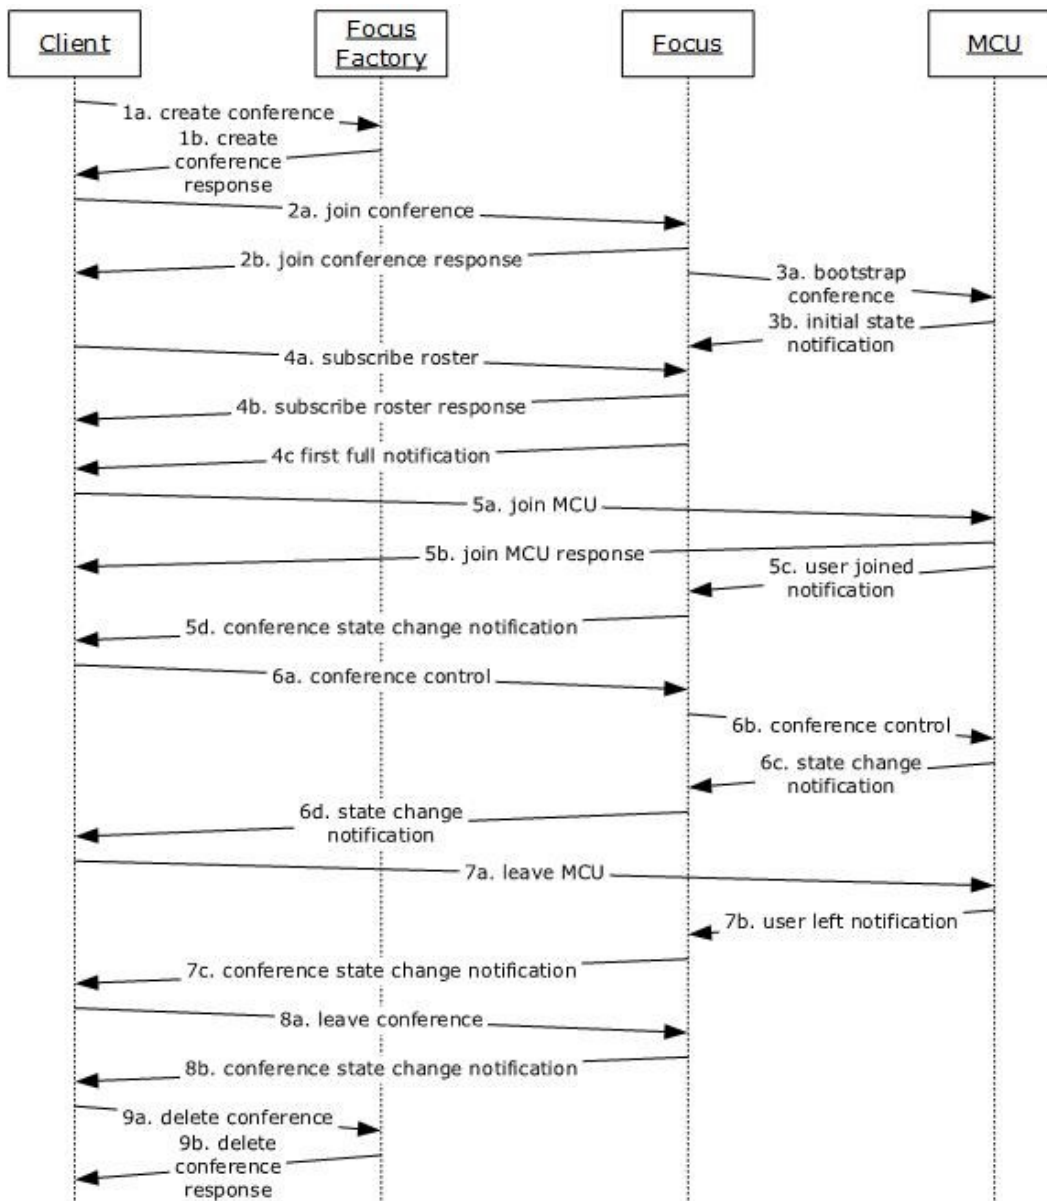 Client
Focus
Factory
Focus
MCU
1a. create conference
1b. create
conference
response
2a. join conference
2b. join conference response
3a. bootstrap
conference
3b. initial state
notification
4a. subscribe roster
4b. subscribe roster response
4c first full notification
5a. join MCU
5b. join MCU response
5c. user joined
notification
5d. conference state change notification
6a. conference control
6b. conference control
6c. state change
notification
6d. state change
notification
7a. leave MCU
7b. user left notification
7c. conference state change notification
8a. leave conference
8b. conference state change notification
9a. delete conference
9b. delete
conference
response